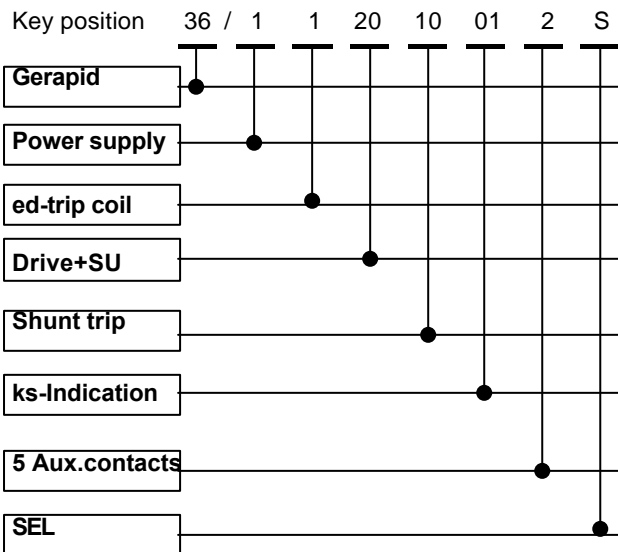 Key position 36 / 1 1 20 10 01 2 S
Gerapid
Power supply
ed-trip coil
Drive+SU
Shunt trip
ks-Indication
5 Aux.contacts
SEL